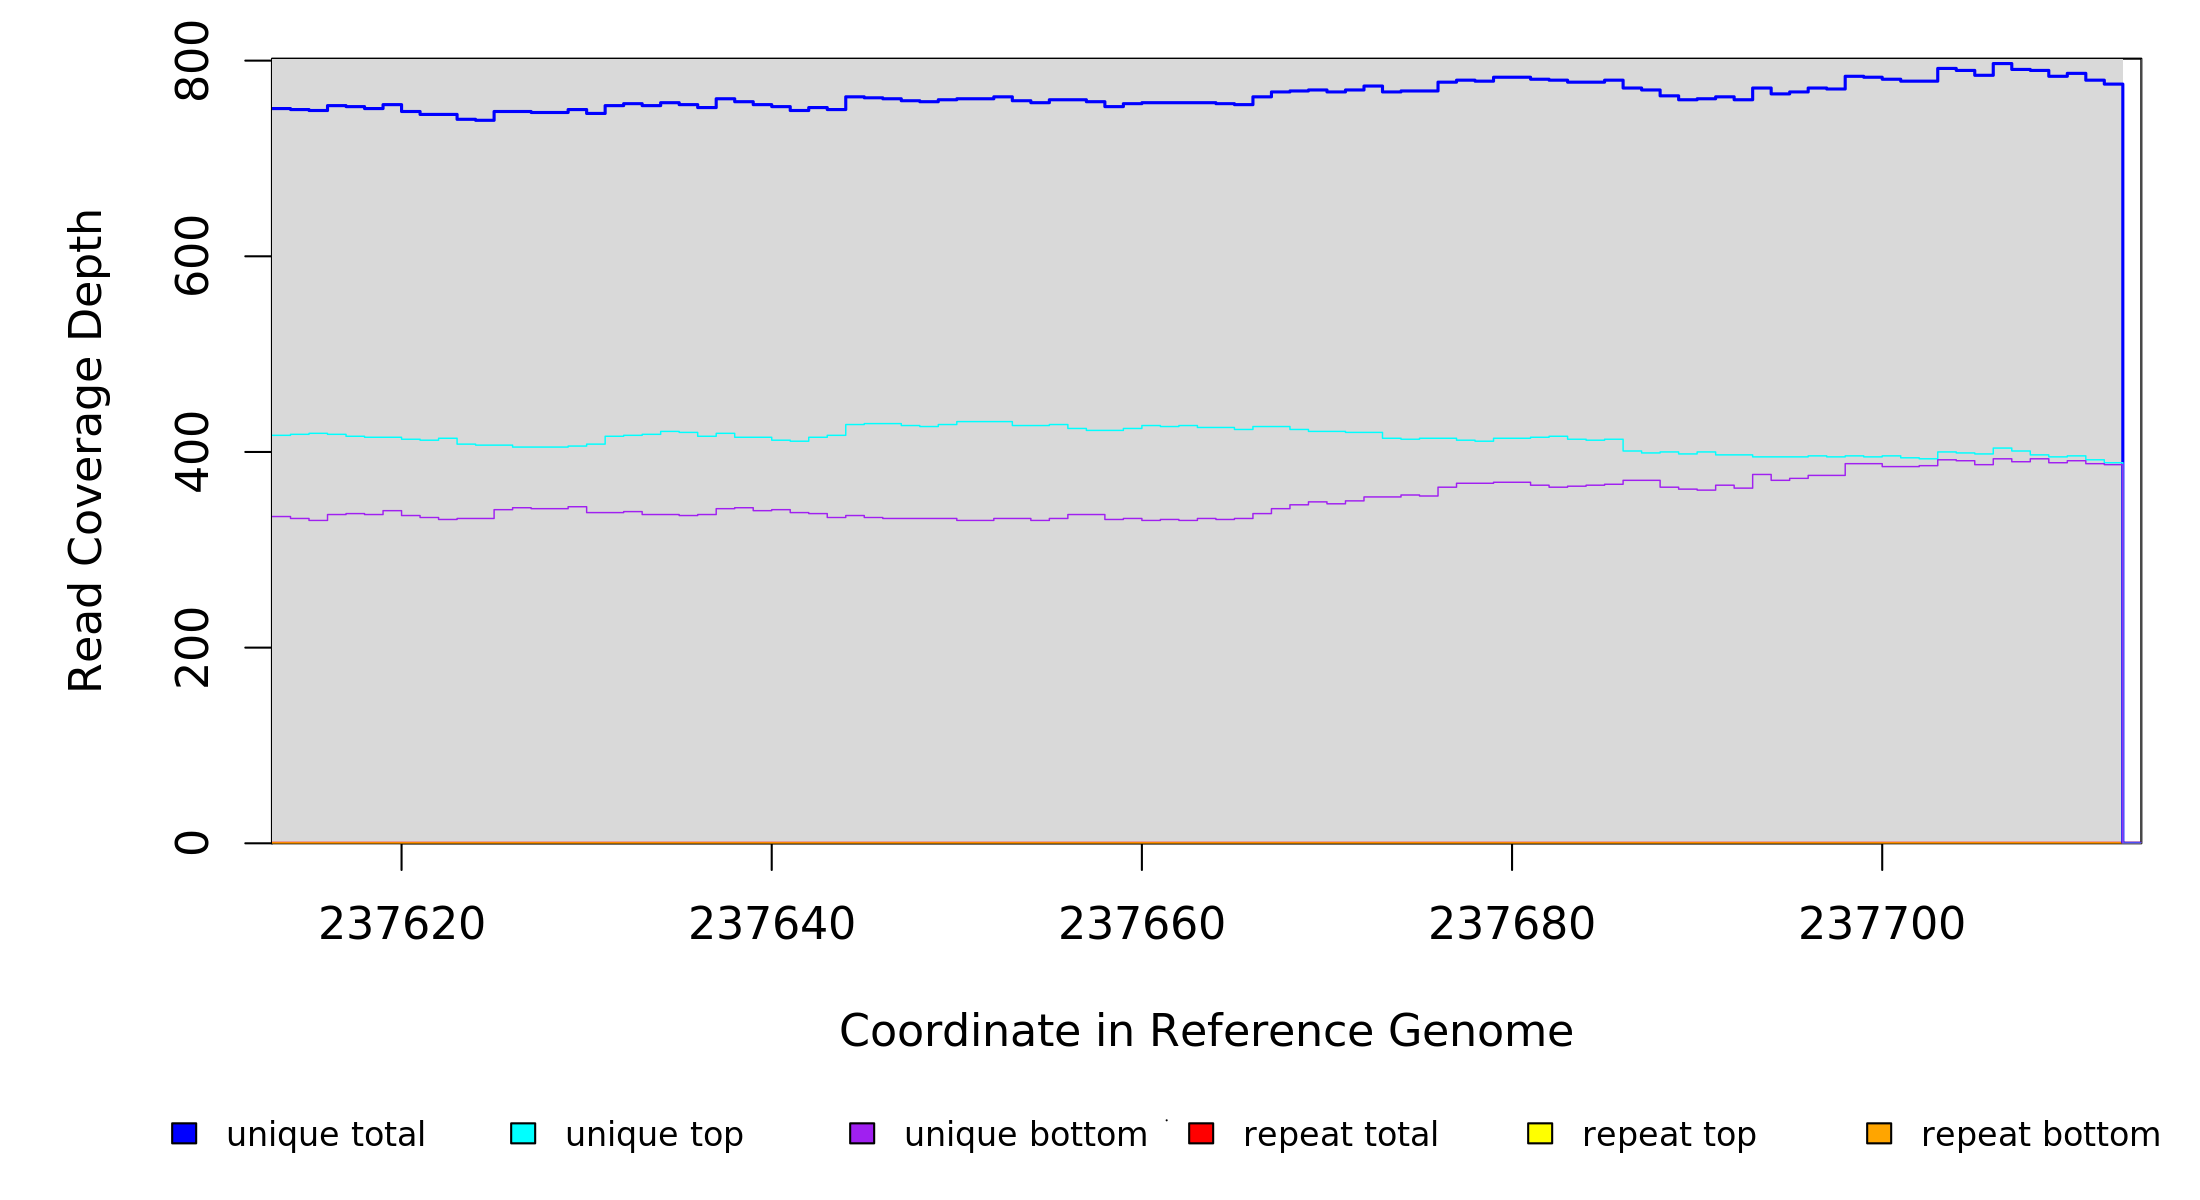 Read Coverage Depth
800
600
400
200
0
237620 237640 237660 237680 237700
Coordinate in Reference Genome
unique total unique top unique bottom repeat total repeat top repeat bottom